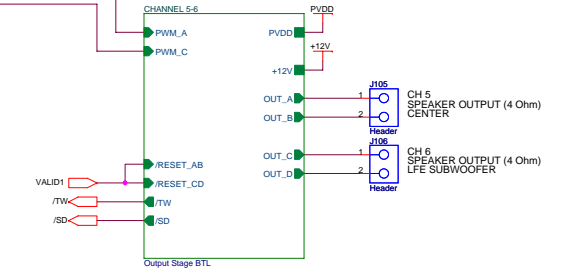 CHANNEL 5-6
PVDD
PWM_A
PVDD
PWM_C
+12V
+12V
J105
OUT_A
1
CH 5
SPEAKER OUTPUT (4 Ohm)
OUT_B
2
CENTER
Header
J106
/RESET_AB
OUT_C
1
CH 6
SPEAKER OUTPUT (4 Ohm)
VALID1
/RESET_CD
OUT_D
2
LFE SUBWOOFER
Header
/TW
/TW
/SD
/SD
Output Stage BTL